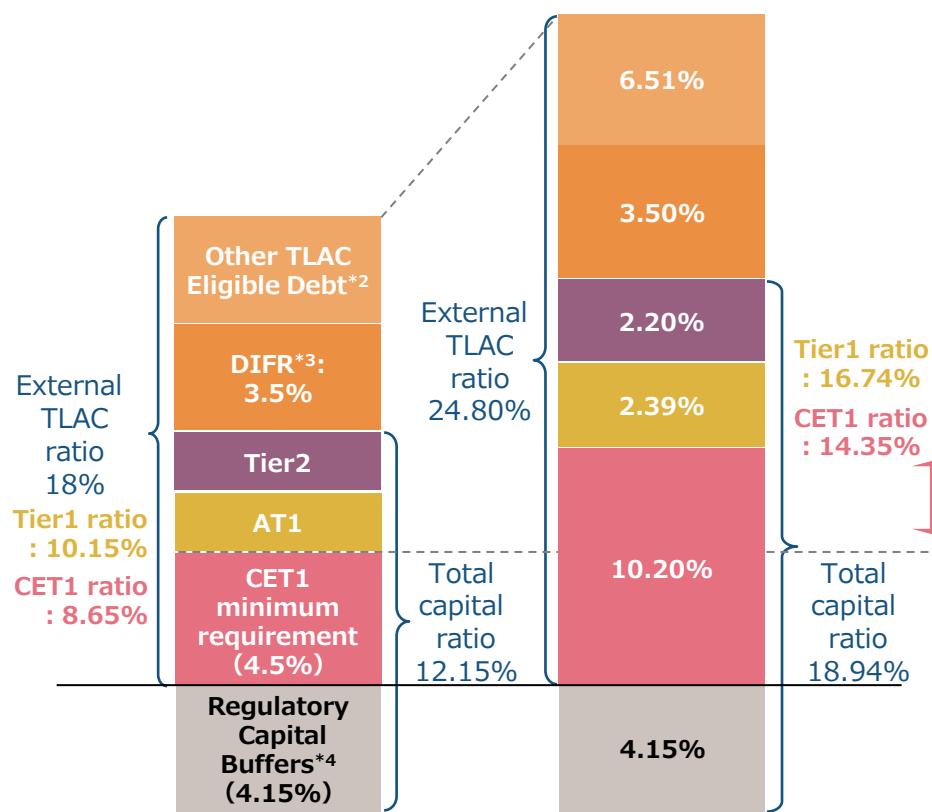 External
TLAC
ratio
18%
Tier1 ratio
: 10.15%
CET1 ratio
: 8.65%
Other TLAC
Eligible Debt*2
DIFR*3:
3.5%
Tier2
AT1
CET1
minimum
requirement
(4.5%)
Regulatory
Capital
Buffers*4
(4.15%)
Total
capital
ratio
12.15%
External
TLAC
ratio
24.80%
6.51%
3.50%
2.20%
2.39%
10.20%
4.15%
Tier1 ratio
: 16.74%
CET1 ratio
: 14.35%
Total
capital
ratio
18.94%